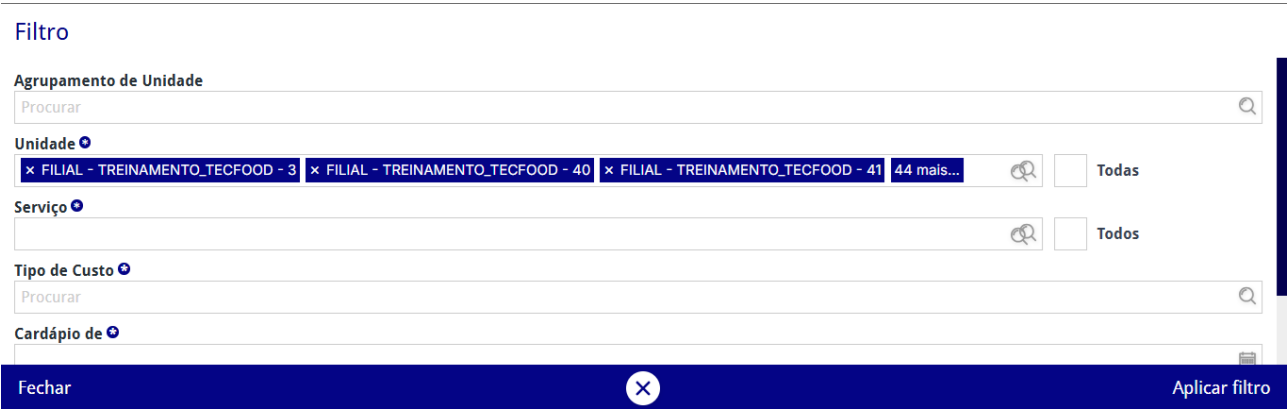 Filtro
Agrupamento de Unidade
Procurar
Unidade *
× FILIAL - TREINAMENTO_TECFOOD - 3 × FILIAL - TREINAMENTO_TECFOOD - 40 × FILIAL - TREINAMENTO_TECFOOD - 41 44 mais... Todas
Serviço *
Todos
Tipo de Custo *
Procurar
Cardápio de *
Fechar Aplicar filtro